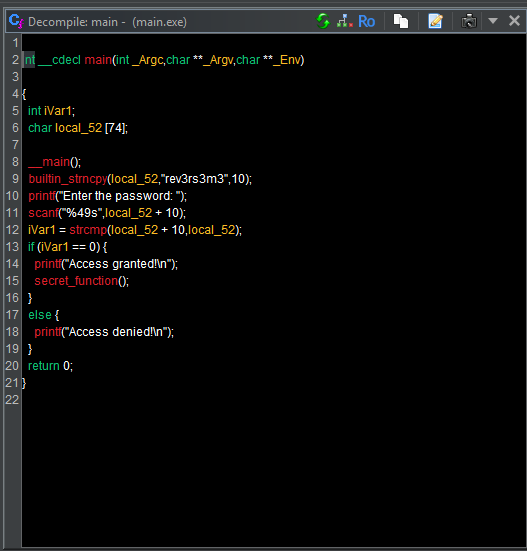 Decompile: main - (main.exe)
Ro
1
2 int __cdecl main(int _Argc,char **_Argv,char **_Env)
3
4 {
5 int iVar1;
6 char local_52 [74];
7
8 __main();
9 builtin_strncpy(local_52,"rev3rs3m3",10);
10 printf("Enter the password: ");
11 scanf("%49s",local_52 + 10);
12 iVar1 = strcmp(local_52 + 10,local_52);
13 if (iVar1 == 0) {
14 printf("Access granted!\n");
15 secret_function();
16 }
17 else {
18 printf("Access denied!\n");
19 }
20 return 0;
21 }
22